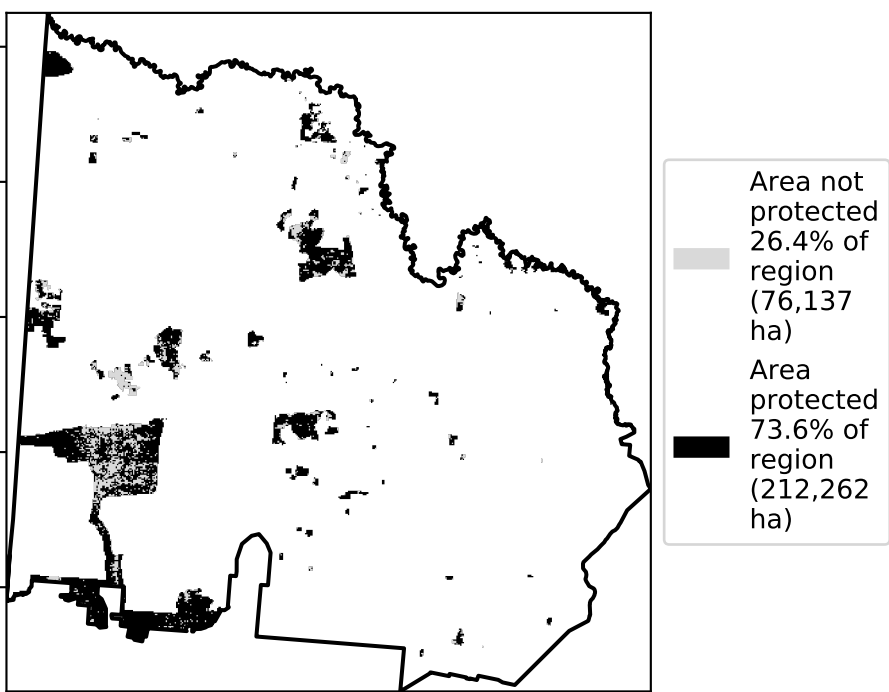 Area not
protected
26.4% of
region
(76,137
ha)
Area
protected
73.6% of
region
(212,262
ha)